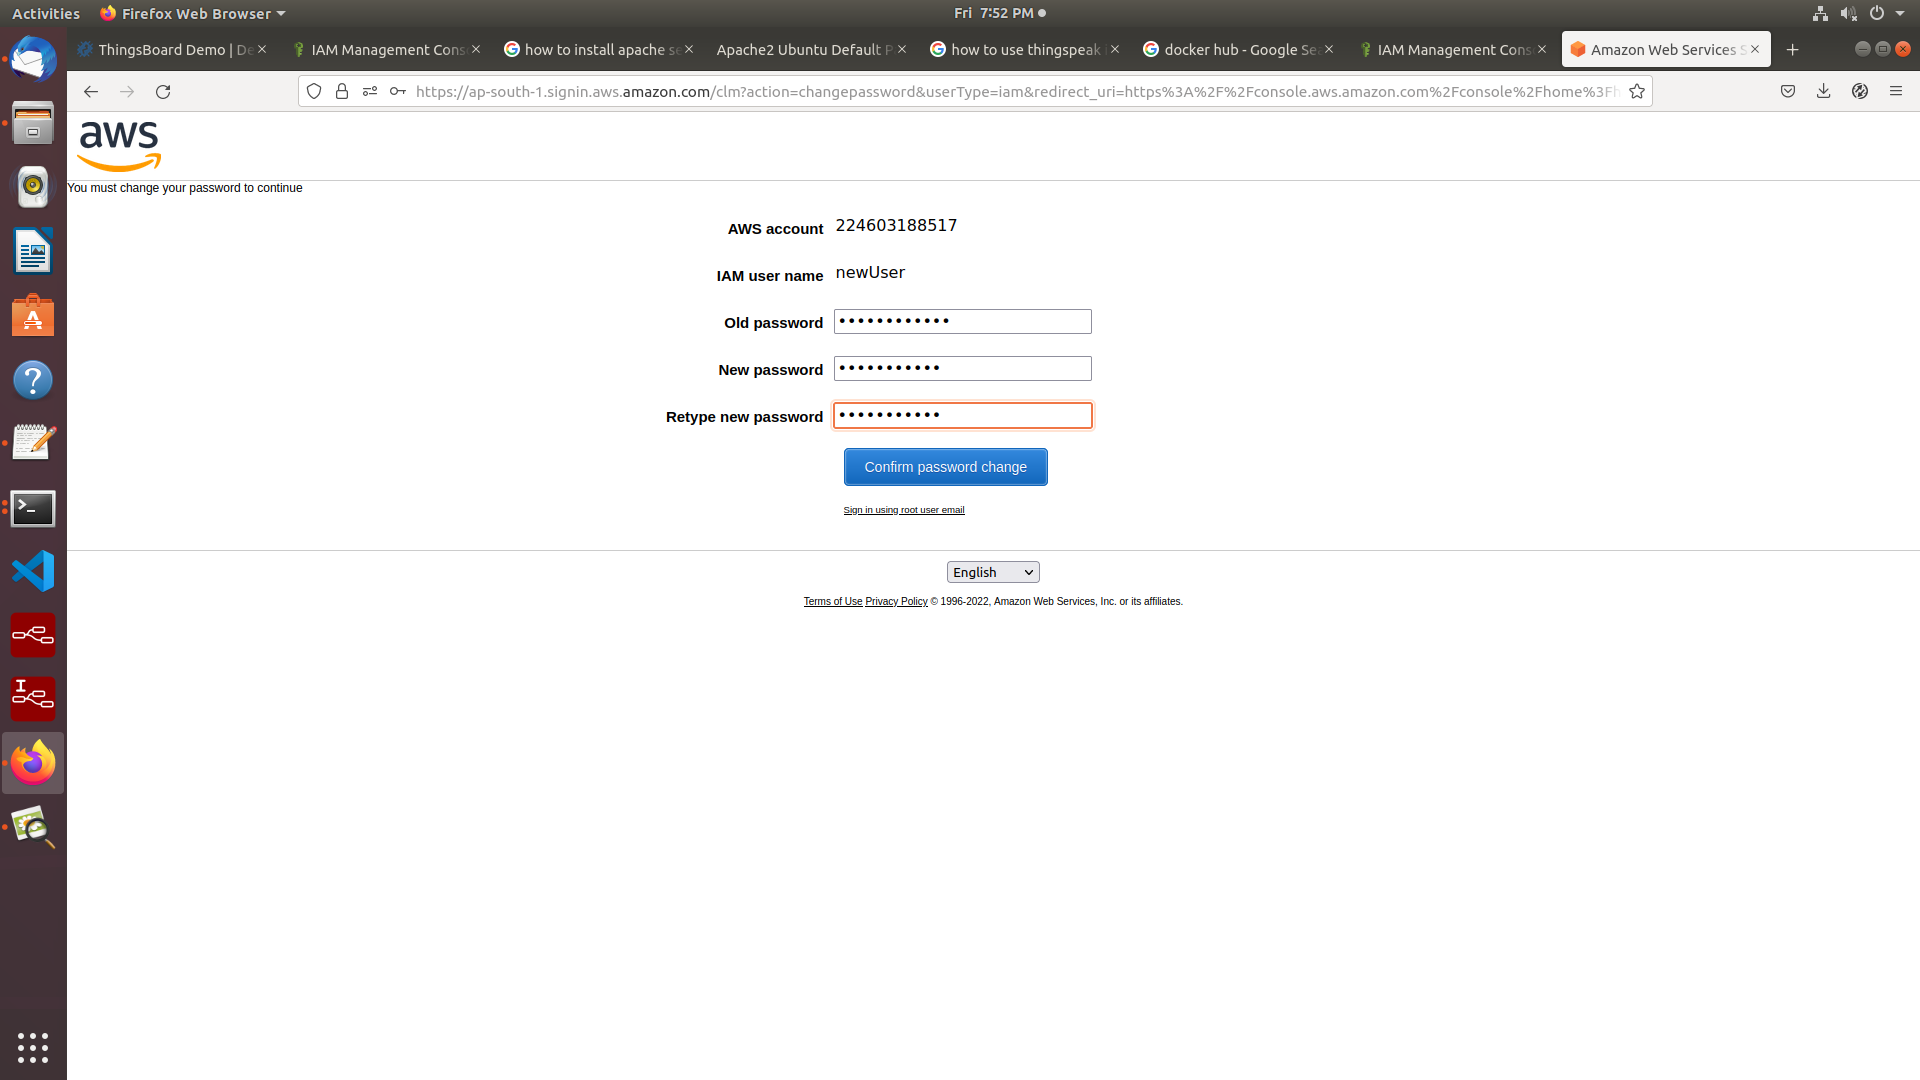 Activities Firefox Web Browser Fri 7:52 PM
ThingsBoard Demo | De IAM Management Cons how to install apache se Apache2 Ubuntu Default P how to use thingspeak docker hub - Google Sea IAM Management Cons Amazon Web Services S
https://ap-south-1.signin.aws.amazon.com/clm?action=changepassword&userType=iam&redirect_uri=https%3A%2F%2Fconsole.aws.amazon.com%2Fconsole%2Fhome%3Fh
aws
You must change your password to continue
AWS account 224603188517
IAM user name newUser
Old password
New password
Retype new password
Confirm password change
Sign in using root user email
English
Terms of Use Privacy Policy © 1996-2022, Amazon Web Services, Inc. or its affiliates.